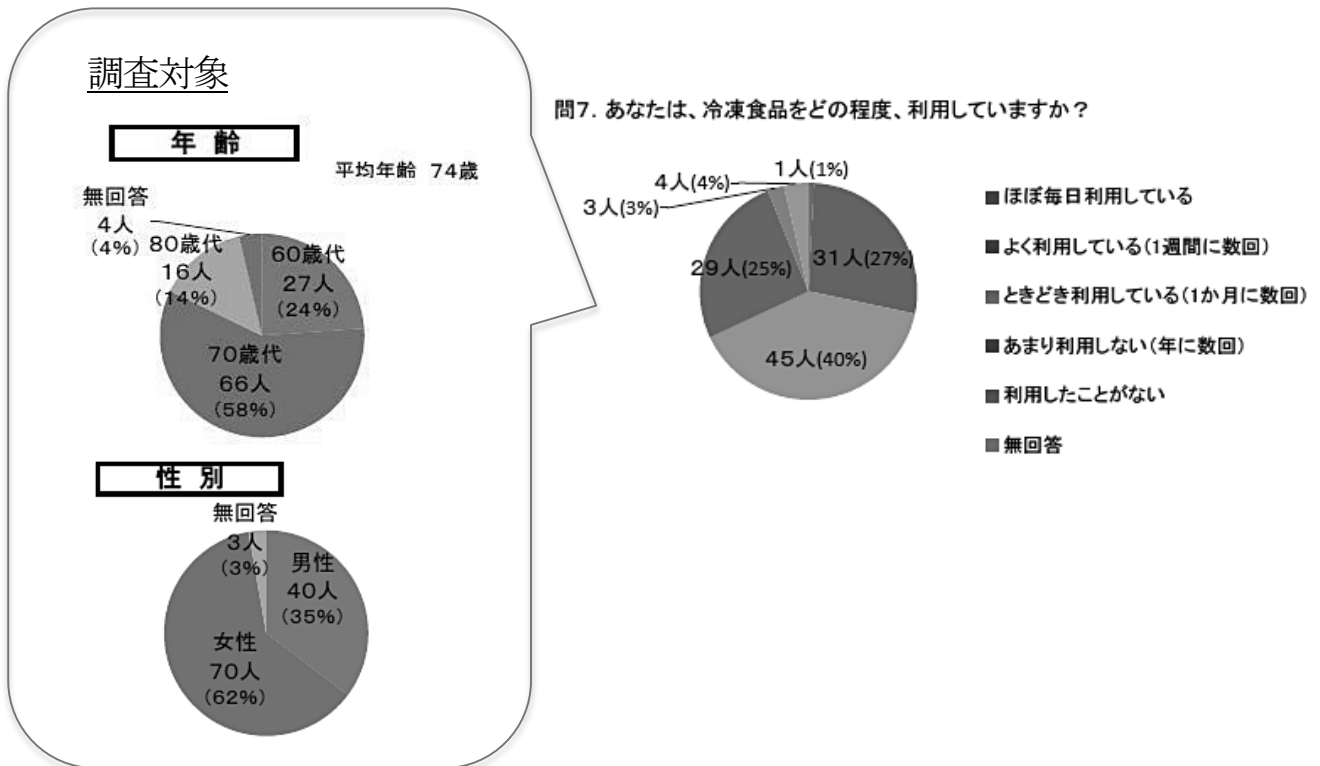 調査対象
年 齢
平均年齢 74歳
無回答
4人
(4%)
80歳代
16人
(14%)
60歳代
27人
(24%)
70歳代
66人
(58%)
性 別
無回答
3人
(3%)
男性
40人
(35%)
女性
70人
(62%)
問7. あなたは、冷凍食品をどの程度、利用していますか？
1人(1%)
4人(4%)
3人(3%)
29人(25%)
31人(27%)
45人(40%)
ほぼ毎日利用している
よく利用している(1週間に数回)
ときどき利用している(1か月に数回)
あまり利用しない(年に数回)
利用したことがない
無回答